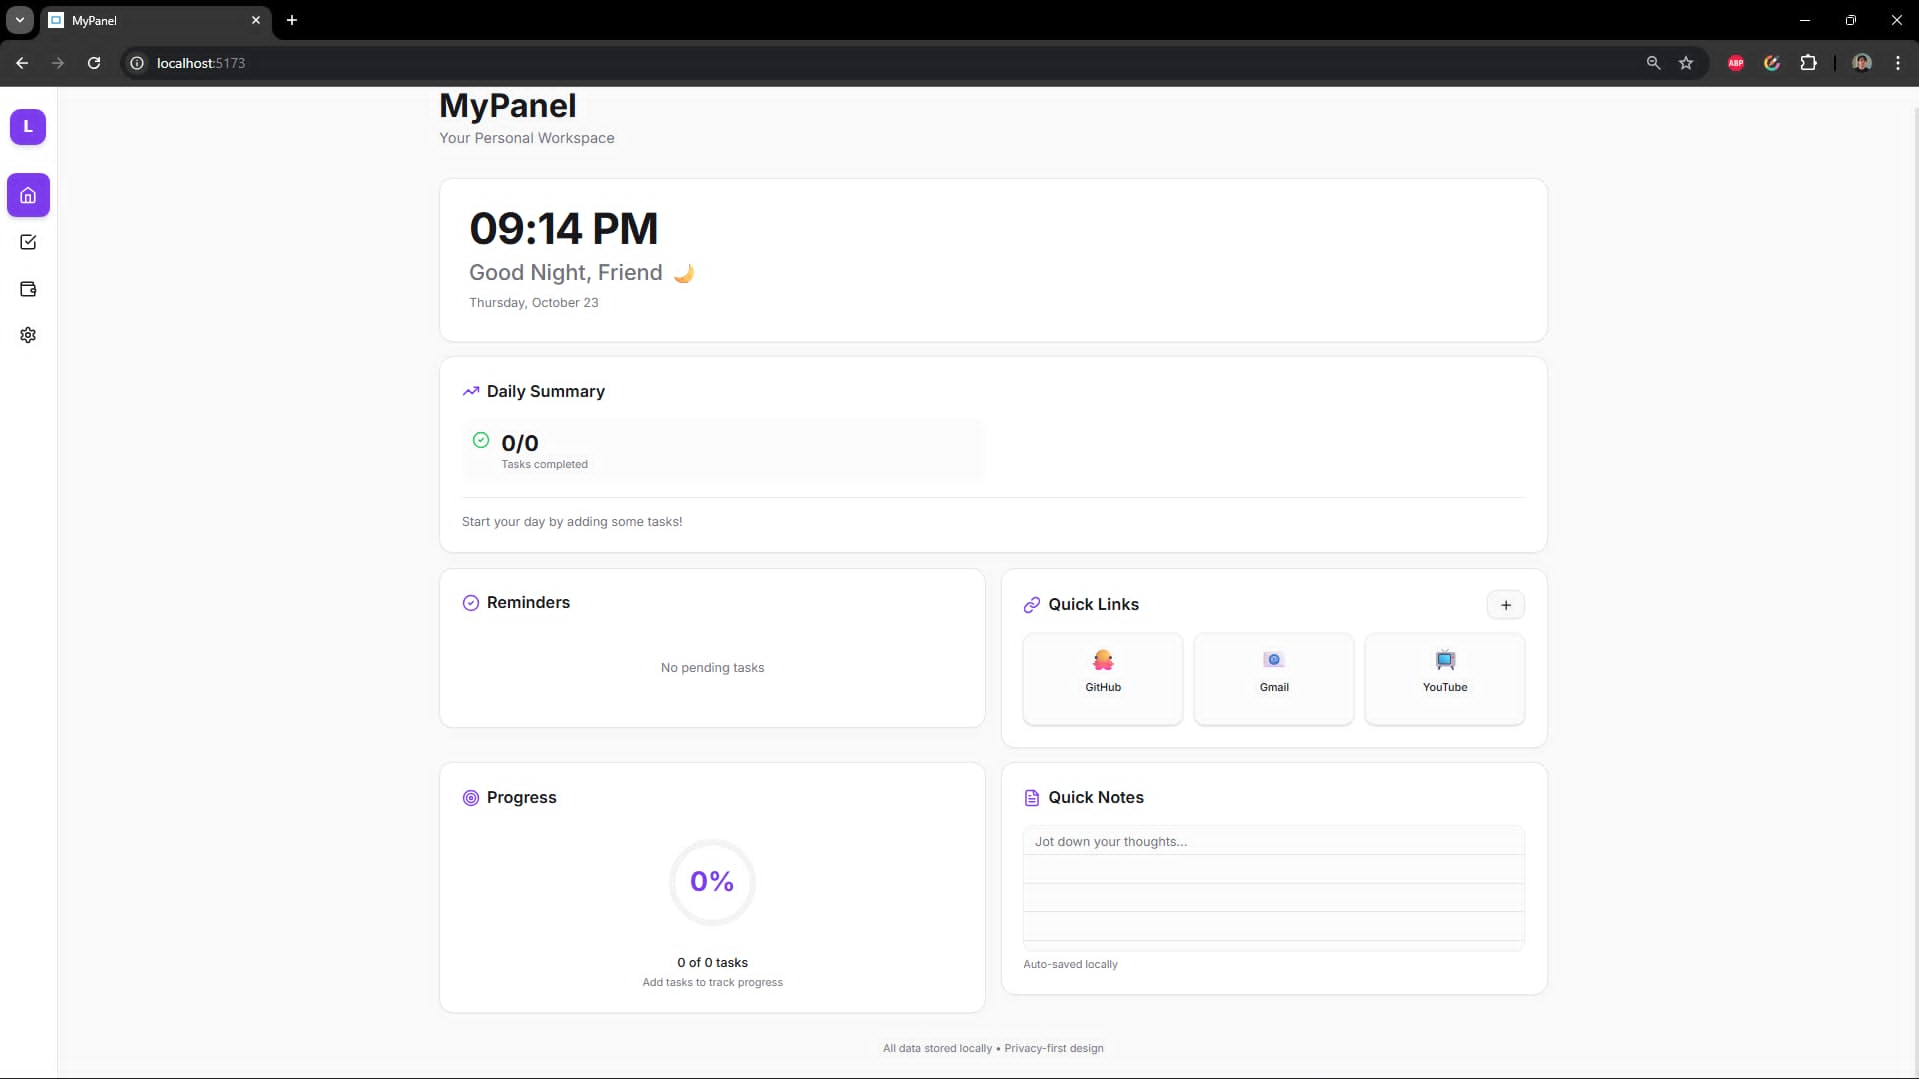 MyPanel
localhost:5173
ABP
L
MyPanel
Your Personal Workspace
09:14 PM
Good Night, Friend 🌙
Thursday, October 23
Daily Summary
0/0
Tasks completed
Start your day by adding some tasks!
Reminders
No pending tasks
Quick Links
+
GitHub
Gmail
YouTube
Progress
0%
0 of 0 tasks
Add tasks to track progress
Quick Notes
Jot down your thoughts...
Auto-saved locally
All data stored locally • Privacy-first design